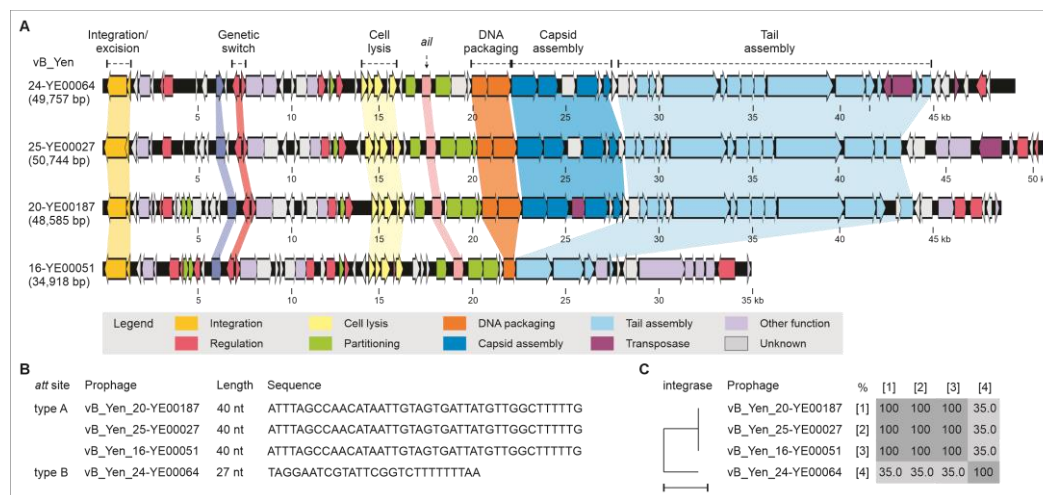 A
Integration/ excision
Genetic switch
Cell lysis
ail
DNA packaging
Capsid assembly
Tail assembly
vB_Yen_
24-YE00064
(49,757 bp)
5 10 15 20 25 30 35 40 45 kb
25-YE00027
(50,744 bp)
5 10 15 20 25 30 35 40 45 50 kb
20-YE00187
(48,585 bp)
5 10 15 20 25 30 35 40 45 kb
16-YE00051
(34,918 bp)
5 10 15 20 25 30 35 kb
Legend Integration Cell lysis DNA packaging Tail assembly Other function
Regulation Partitioning Capsid assembly Transposase Unknown
B
att site Prophage Length Sequence
type A vB_Yen_20-YE00187 40 nt ATTTAGCCAACATAATTGTAGTGATTATGTTGGCTTTTTG
vB_Yen_25-YE00027 40 nt ATTTAGCCAACATAATTGTAGTGATTATGTTGGCTTTTTG
vB_Yen_16-YE00051 40 nt ATTTAGCCAACATAATTGTAGTGATTATGTTGGCTTTTTG
type B vB_Yen_24-YE00064 27 nt TAGGAATCGTATTCGGTCTTTTTTTAA
C
integrase Prophage % [1] [2] [3] [4]
vB_Yen_20-YE00187 [1] 100 100 100 35.0
vB_Yen_25-YE00027 [2] 100 100 100 35.0
vB_Yen_16-YE00051 [3] 100 100 100 35.0
vB_Yen_24-YE00064 [4] 35.0 35.0 35.0 100